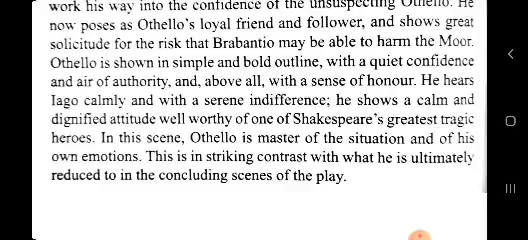 work his way into the confidence of the unsuspecting Othello. He
now poses as Othello's loyal friend and follower, and shows great
solicitude for the risk that Brabantio may be able to harm the Moor.
Othello is shown in simple and bold outline, with a quiet confidence
and air of authority, and, above all, with a sense of honour. He hears
Iago calmly and with a serene indifference; he shows a calm and
dignified attitude well worthy of one of Shakespeare's greatest tragic
heroes. In this scene, Othello is master of the situation and of his
own emotions. This is in striking contrast with what he is ultimately
reduced to in the concluding scenes of the play.